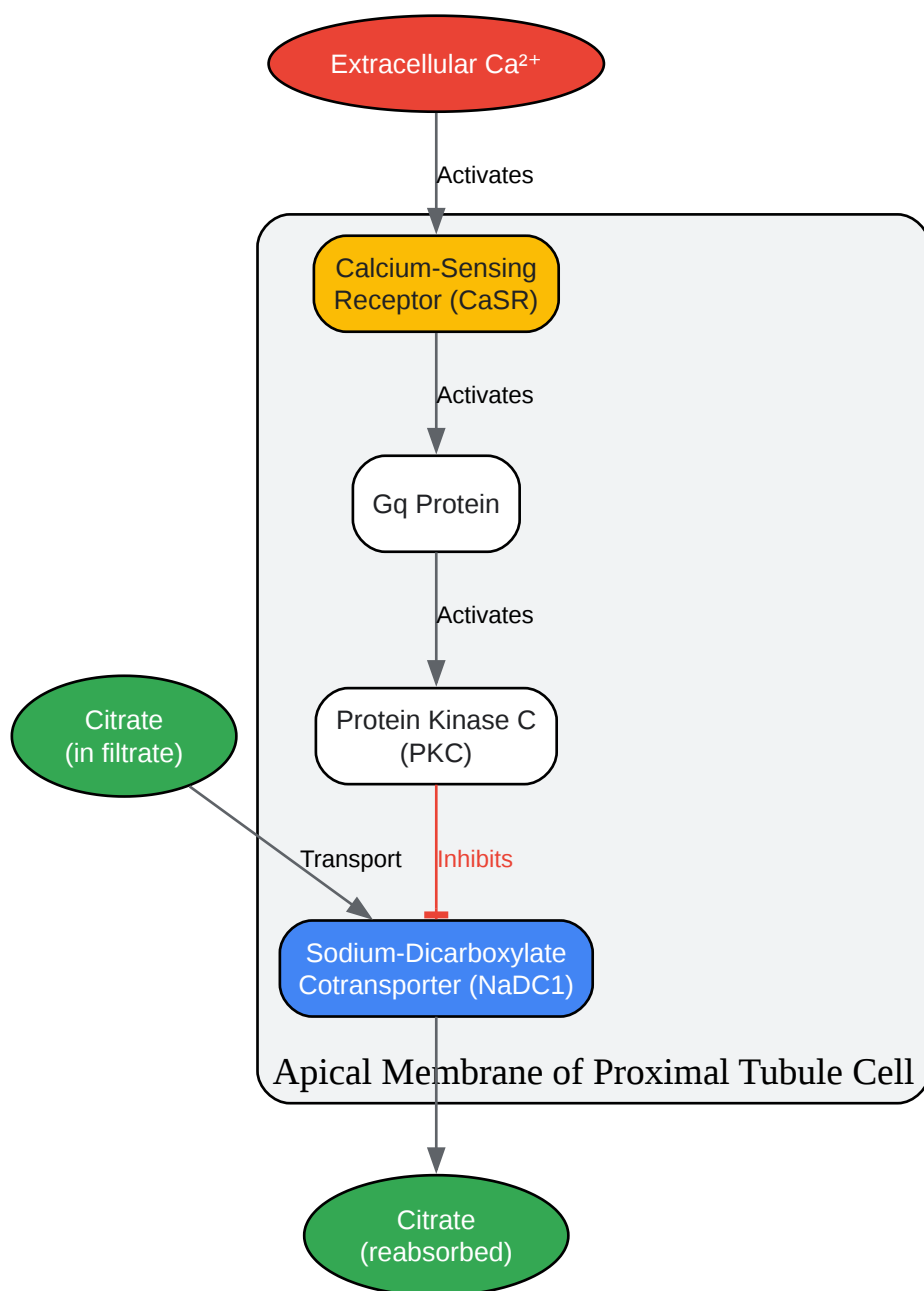 Extracellular Ca²⁺
Activates
Calcium-Sensing
Receptor (CaSR)
Activates
Gq Protein
Activates
Protein Kinase C
(PKC)
Citrate
(in filtrate)
Transport
Inhibits
Sodium-Dicarboxylate
Cotransporter (NaDC1)
Apical Membrane of Proximal Tubule Cell
Citrate
(reabsorbed)